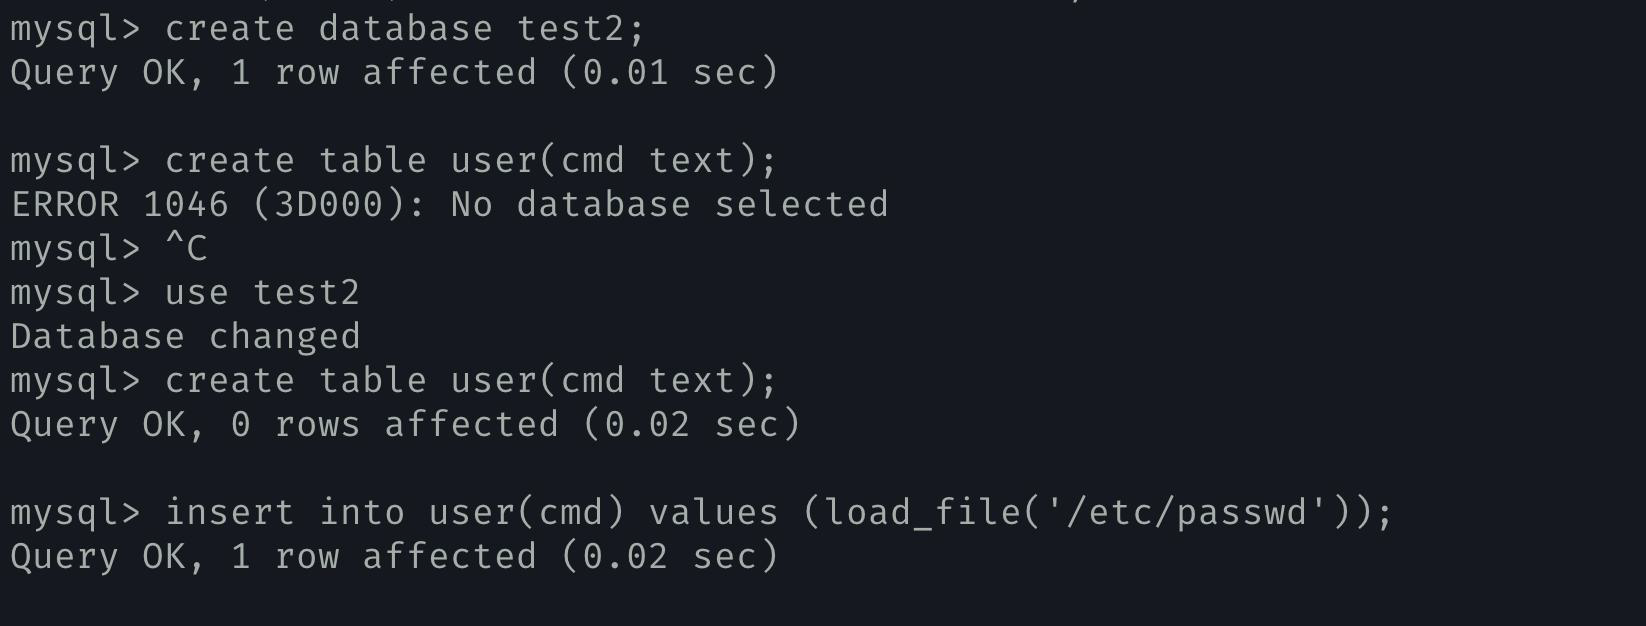 mysql> create database test2;
Query OK, 1 row affected (0.01 sec)
mysql> create table user(cmd text);
ERROR 1046 (3D000): No database selected
mysql> ^C
mysql> use test2
Database changed
mysql> create table user(cmd text);
Query OK, 0 rows affected (0.02 sec)
mysql> insert into user(cmd) values (load_file('/etc/passwd'));
Query OK, 1 row affected (0.02 sec)